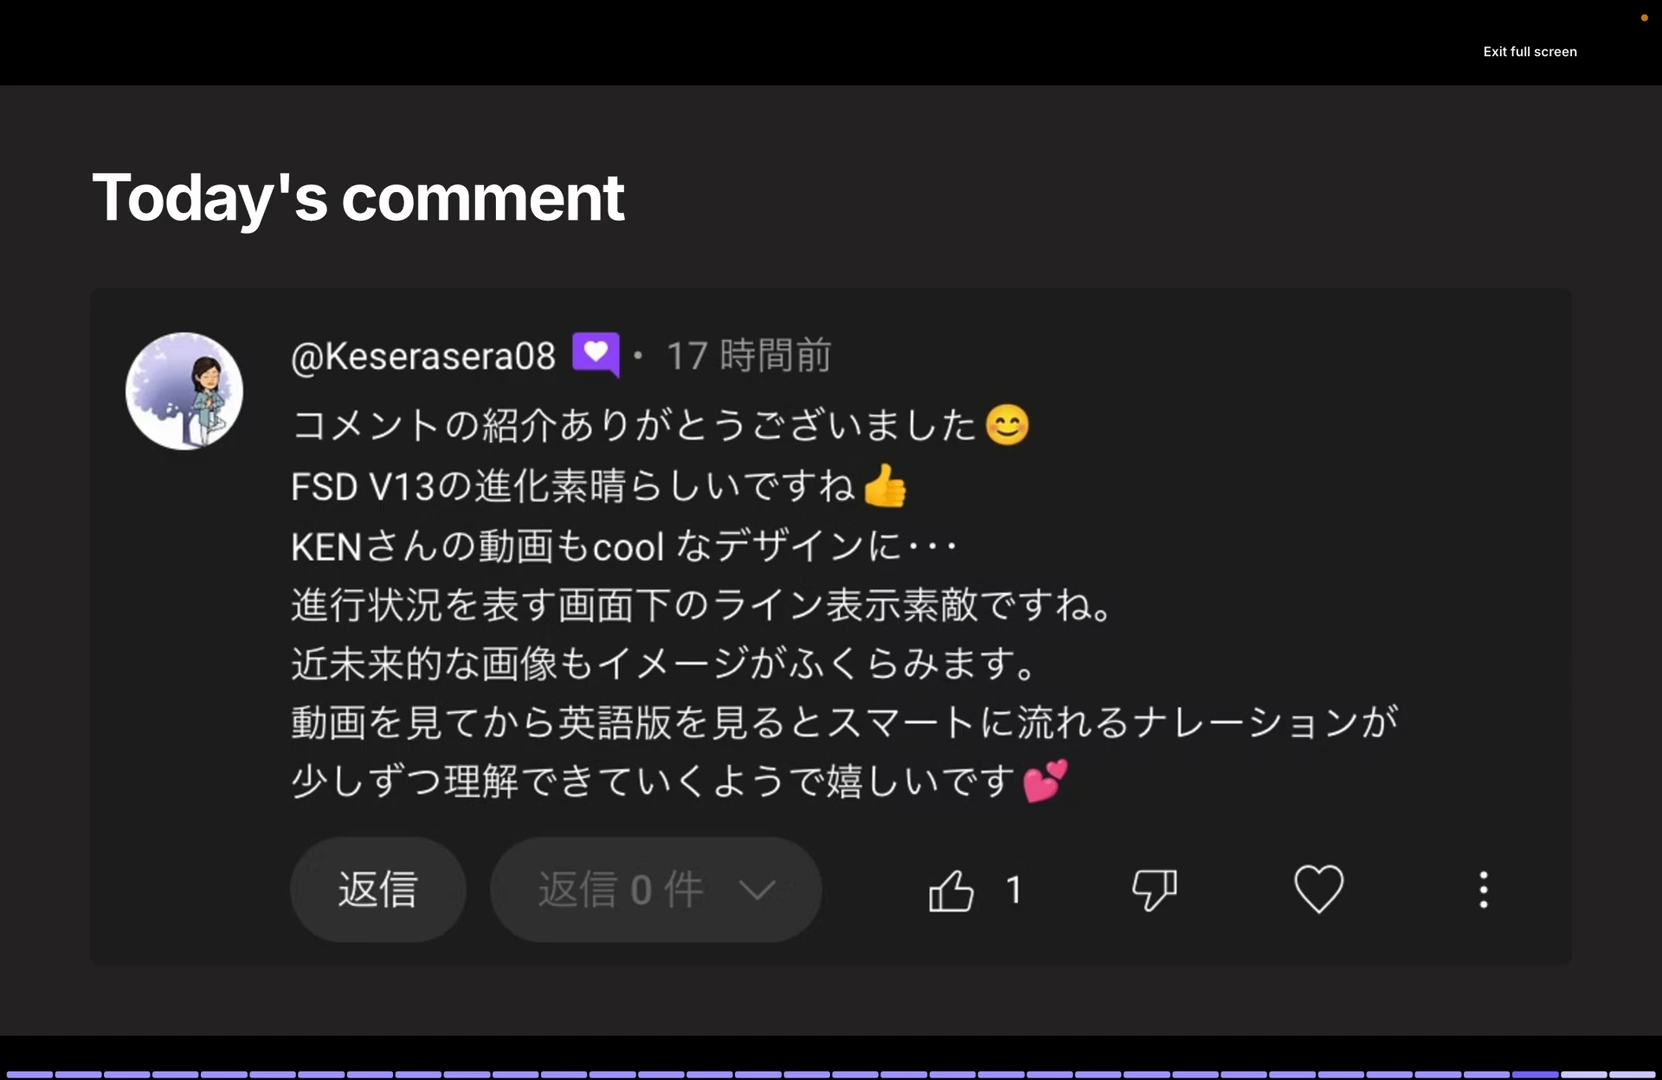 Exit full screen
Today's comment
@Keserasera08 • 17 時間前
コメントの紹介ありがとうございました😊
FSD V13の進化素晴らしいですね👍
KENさんの動画もcool なデザインに･･･
進行状況を表す画面下のライン表示素敵ですね。
近未来的な画像もイメージがふくらみます。
動画を見てから英語版を見るとスマートに流れるナレーションが
少しずつ理解できていくようで嬉しいです💕
返信 返信 0 件 1